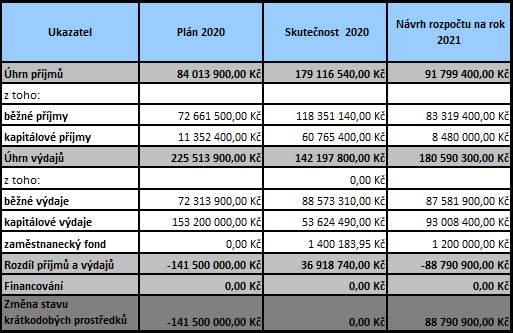 Ukazatel Plán 2020 Skutečnost 2020 Návrh rozpočtu na rok 2021
Úhrn příjmů 84 013 900,00 Kč 179 116 540,00 Kč 91 799 400,00 Kč
z toho:
běžné příjmy 72 661 500,00 Kč 118 351 140,00 Kč 83 319 400,00 Kč
kapitálové příjmy 11 352 400,00 Kč 60 765 400,00 Kč 8 480 000,00 Kč
Úhrn výdajů 225 513 900,00 Kč 142 197 800,00 Kč 180 590 300,00 Kč
z toho: 0,00 Kč
běžné výdaje 72 313 900,00 Kč 88 573 310,00 Kč 87 581 900,00 Kč
kapitálové výdaje 153 200 000,00 Kč 53 624 490,00 Kč 93 008 400,00 Kč
zaměstnanecký fond 0,00 Kč 1 400 183,95 Kč 1 200 000,00 Kč
Rozdíl příjmů a výdajů -141 500 000,00 Kč 36 918 740,00 Kč -88 790 900,00 Kč
Financování 0,00 Kč 0,00 Kč 0,00 Kč
Změna stavu
krátkodobých prostředků -141 500 000,00 Kč 0,00 Kč 88 790 900,00 Kč